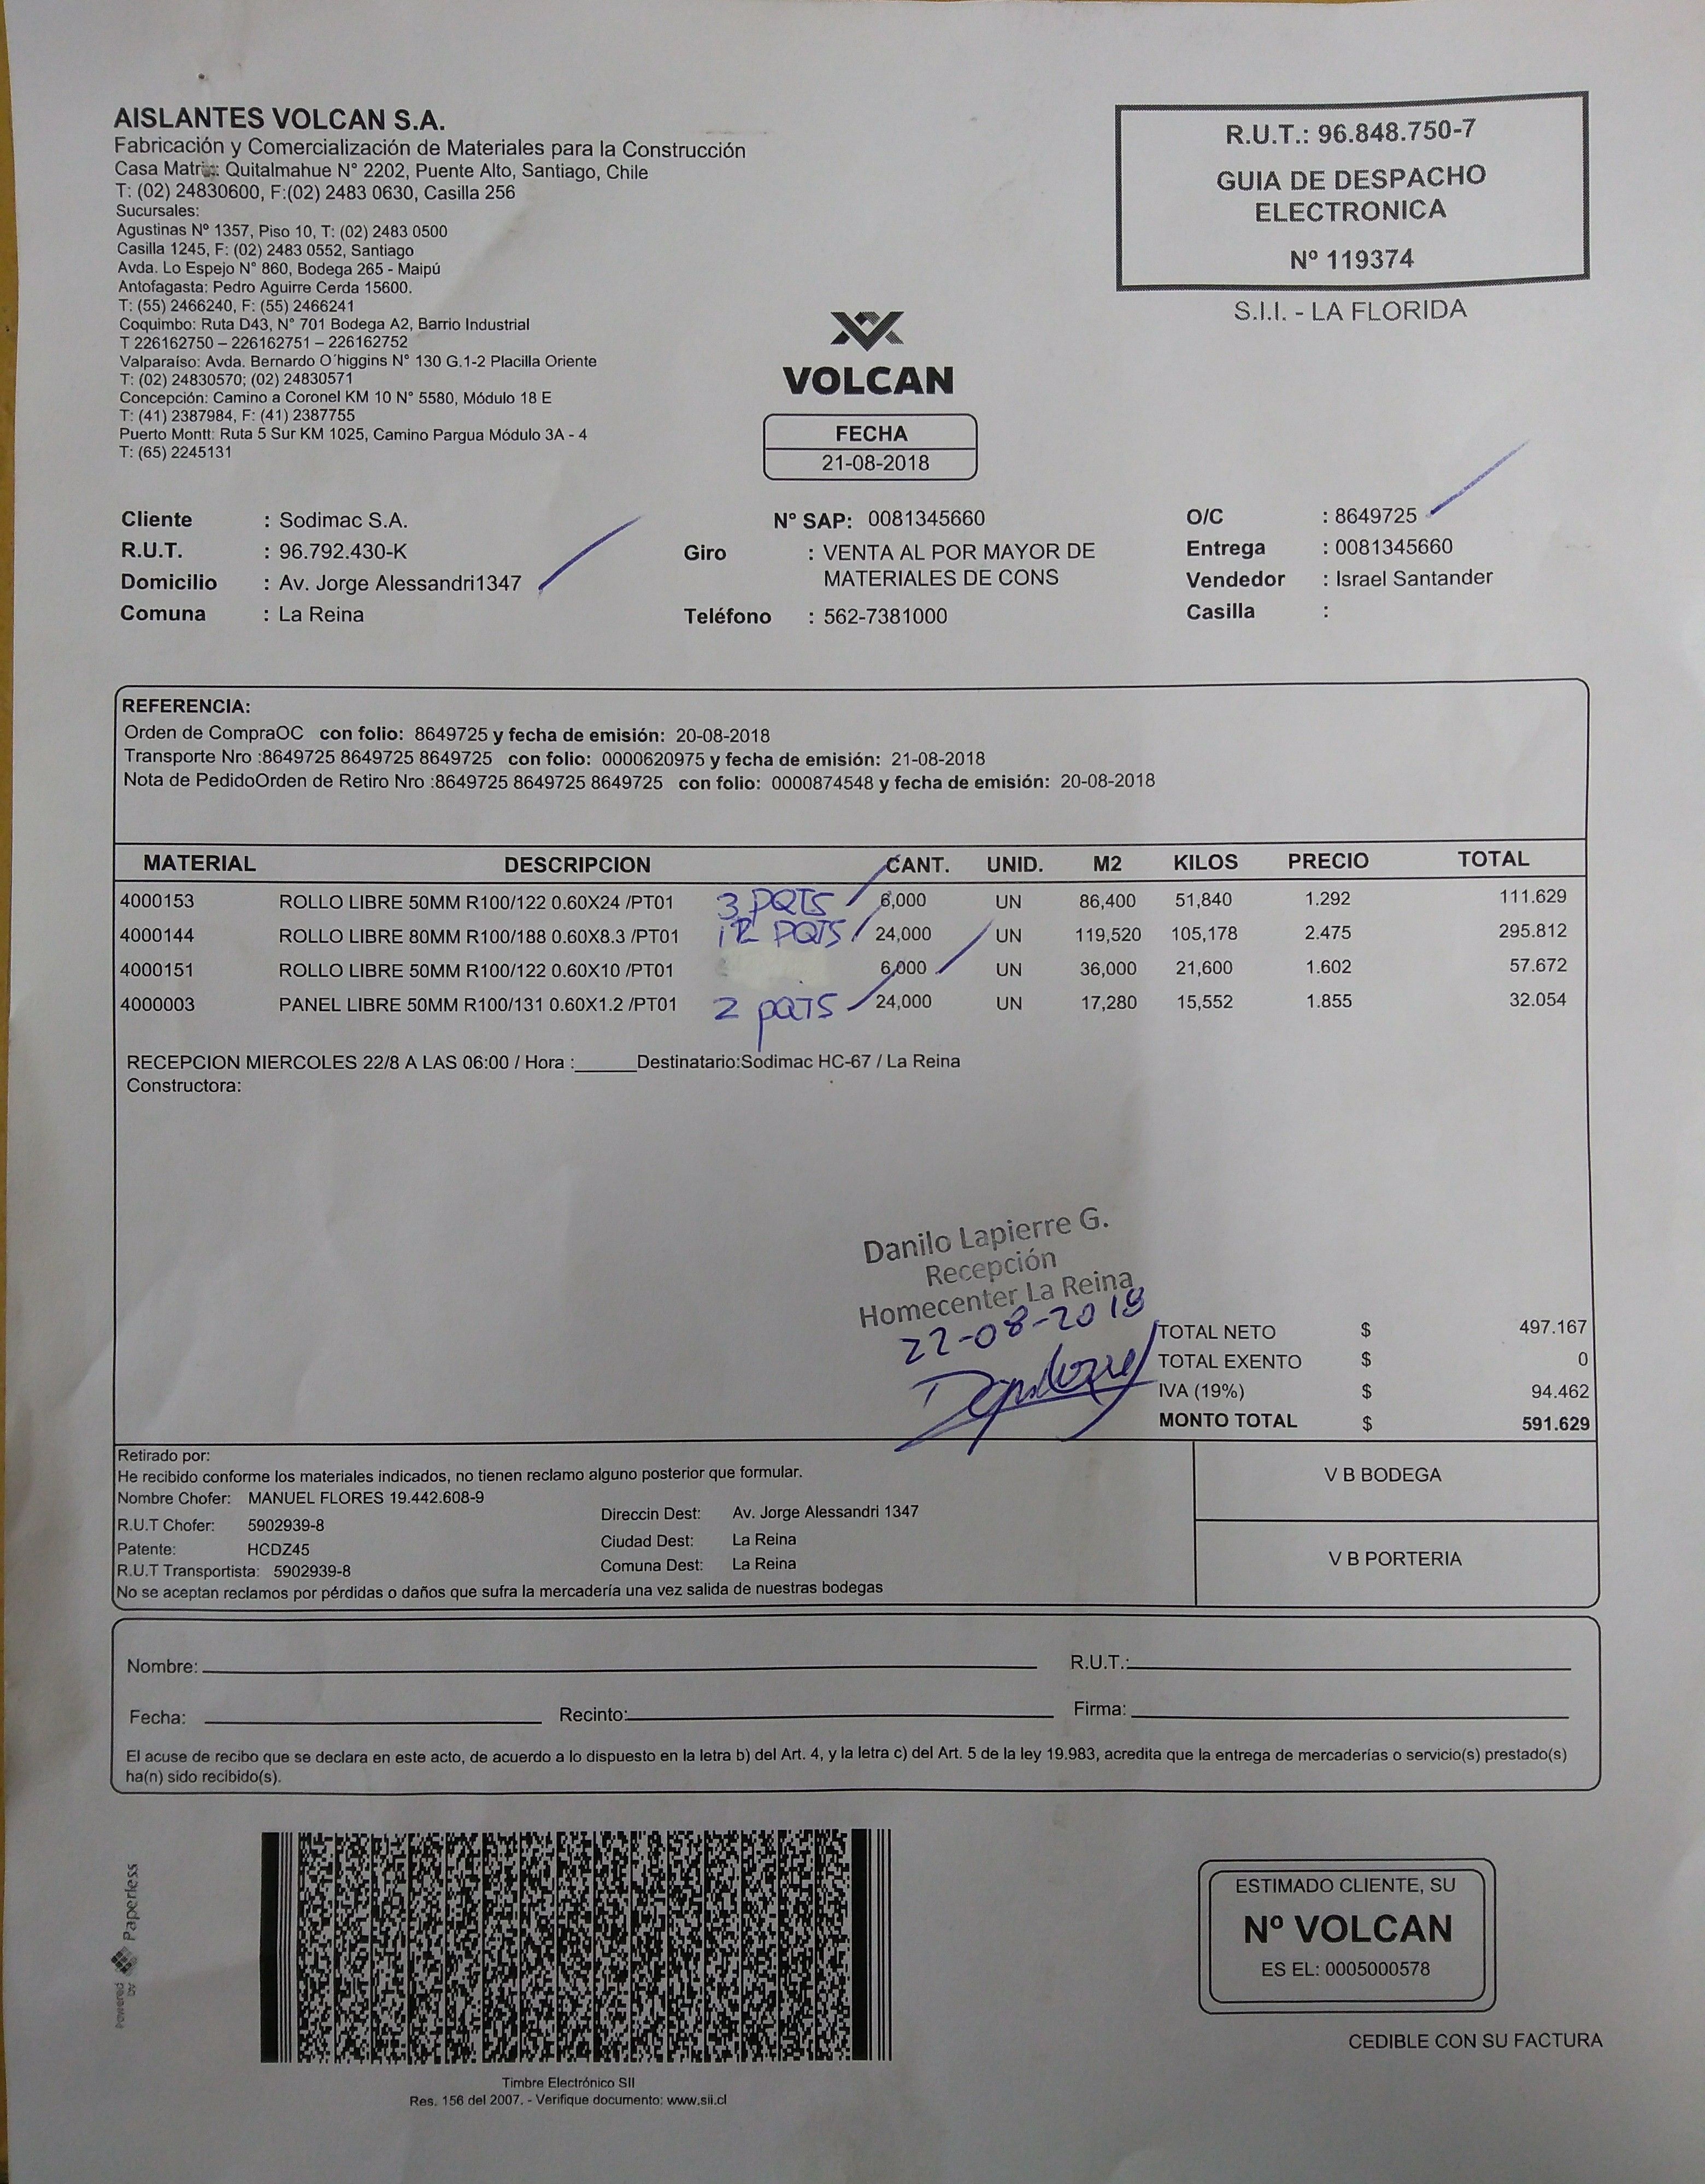 AISLANTES VOLCAN S.A.
Fabricación y Comercialización de Materiales para la Construcción
Casa Matriz: Quitalmahue N° 2202, Puente Alto, Santiago, Chile
T: (02) 24830600, F:(02) 2483 0630, Casilla 256
Sucursales:
Agustinas Nº 1357, Piso 10, T: (02) 2483 0500
Casilla 1245, F: (02) 2483 0552, Santiago
Avda. Lo Espejo N° 860, Bodega 265 - Maipú
Antofagasta: Pedro Aguirre Cerda 15600.
T: (55) 2466240, F: (55) 2466241
Coquimbo: Ruta D43, N° 701 Bodega A2, Barrio Industrial
T 226162750 – 226162751 – 226162752
Valparaíso: Avda. Bernardo O´higgins N° 130 G.1-2 Placilla Oriente
T: (02) 24830570; (02) 24830571
Concepción: Camino a Coronel KM 10 N° 5580, Módulo 18 E
T: (41) 2387984, F: (41) 2387755
Puerto Montt: Ruta 5 Sur KM 1025, Camino Pargua Módulo 3A - 4
T: (65) 2245131
R.U.T.: 96.848.750-7
GUIA DE DESPACHO
ELECTRONICA
Nº 119374
S.I.I. - LA FLORIDA
VOLCAN
FECHA
21-08-2018
Cliente : Sodimac S.A. N° SAP: 0081345660 O/C : 8649725
R.U.T. : 96.792.430-K Giro : VENTA AL POR MAYOR DE Entrega : 0081345660
Domicilio : Av. Jorge Alessandri1347 MATERIALES DE CONS Vendedor : Israel Santander
Comuna : La Reina Teléfono : 562-7381000 Casilla :
REFERENCIA:
Orden de CompraOC con folio: 8649725 y fecha de emisión: 20-08-2018
Transporte Nro :8649725 8649725 8649725 con folio: 0000620975 y fecha de emisión: 21-08-2018
Nota de PedidoOrden de Retiro Nro :8649725 8649725 8649725 con folio: 0000874548 y fecha de emisión: 20-08-2018
MATERIAL DESCRIPCION CANT. UNID. M2 KILOS PRECIO TOTAL
4000153 ROLLO LIBRE 50MM R100/122 0.60X24 /PT01 3 PQTS 6,000 UN 86,400 51,840 1.292 111.629
4000144 ROLLO LIBRE 80MM R100/188 0.60X8.3 /PT01 12 PQTS 24,000 UN 119,520 105,178 2.475 295.812
4000151 ROLLO LIBRE 50MM R100/122 0.60X10 /PT01 6,000 UN 36,000 21,600 1.602 57.672
4000003 PANEL LIBRE 50MM R100/131 0.60X1.2 /PT01 2 PQTS 24,000 UN 17,280 15,552 1.855 32.054
RECEPCION MIERCOLES 22/8 A LAS 06:00 / Hora :______Destinatario:Sodimac HC-67 / La Reina
Constructora:
Danilo Lapierre G.
Recepción
Homecenter La Reina
22-08-2018
TOTAL NETO $ 497.167
TOTAL EXENTO $ 0
IVA (19%) $ 94.462
MONTO TOTAL $ 591.629
Retirado por:
He recibido conforme los materiales indicados, no tienen reclamo alguno posterior que formular.
Nombre Chofer: MANUEL FLORES 19.442.608-9
R.U.T Chofer: 5902939-8 Direccin Dest: Av. Jorge Alessandri 1347
Patente: HCDZ45 Ciudad Dest: La Reina
R.U.T Transportista: 5902939-8 Comuna Dest: La Reina
No se aceptan reclamos por pérdidas o daños que sufra la mercadería una vez salida de nuestras bodegas
V B BODEGA
V B PORTERIA
Nombre: R.U.T.:
Fecha: Recinto: Firma:
El acuse de recibo que se declara en este acto, de acuerdo a lo dispuesto en la letra b) del Art. 4, y la letra c) del Art. 5 de la ley 19.983, acredita que la entrega de mercaderías o servicio(s) prestado(s)
ha(n) sido recibido(s).
Powered by Paperless
Timbre Electrónico SII
Res. 156 del 2007. - Verifique documento: www.sii.cl
ESTIMADO CLIENTE, SU
Nº VOLCAN
ES EL: 0005000578
CEDIBLE CON SU FACTURA